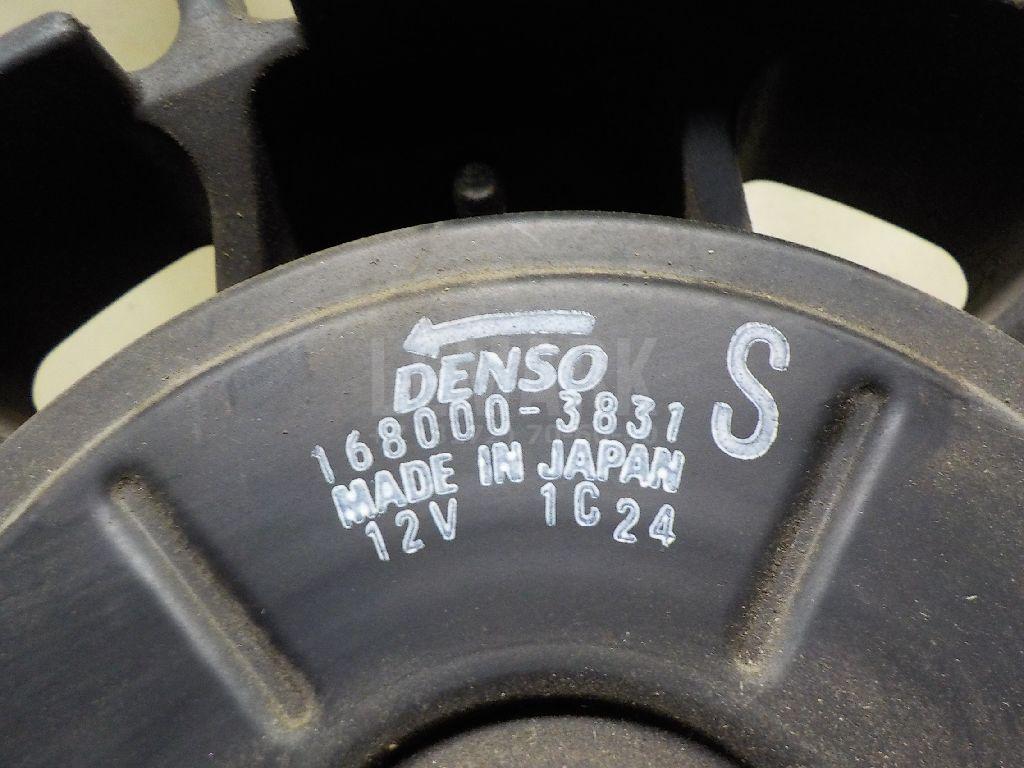 DENSO
S
168000-3831
MADE IN JAPAN
12V 1C24